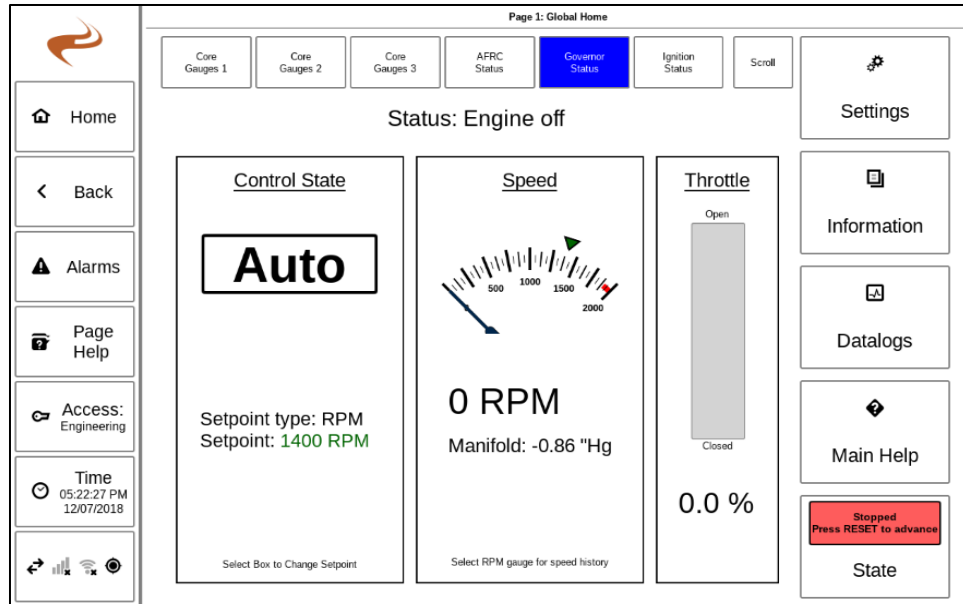 Page 1: Global Home
Core
Gauges 1
Core
Gauges 2
Core
Gauges 3
AFRC
Status
Governor
Status
Ignition
Status
Scroll
Home
Back
Alarms
Page
Help
Access:
Engineering
Time
05:22:27 PM
12/07/2018
Status: Engine off
Control State
Auto
Setpoint type: RPM
Setpoint: 1400 RPM
Select Box to Change Setpoint
Speed
500
1000
1500
2000
0 RPM
Manifold: -0.86 "Hg
Select RPM gauge for speed history
Throttle
Open
Closed
0.0 %
Settings
Information
Datalogs
Main Help
Stopped
Press RESET to advance
State